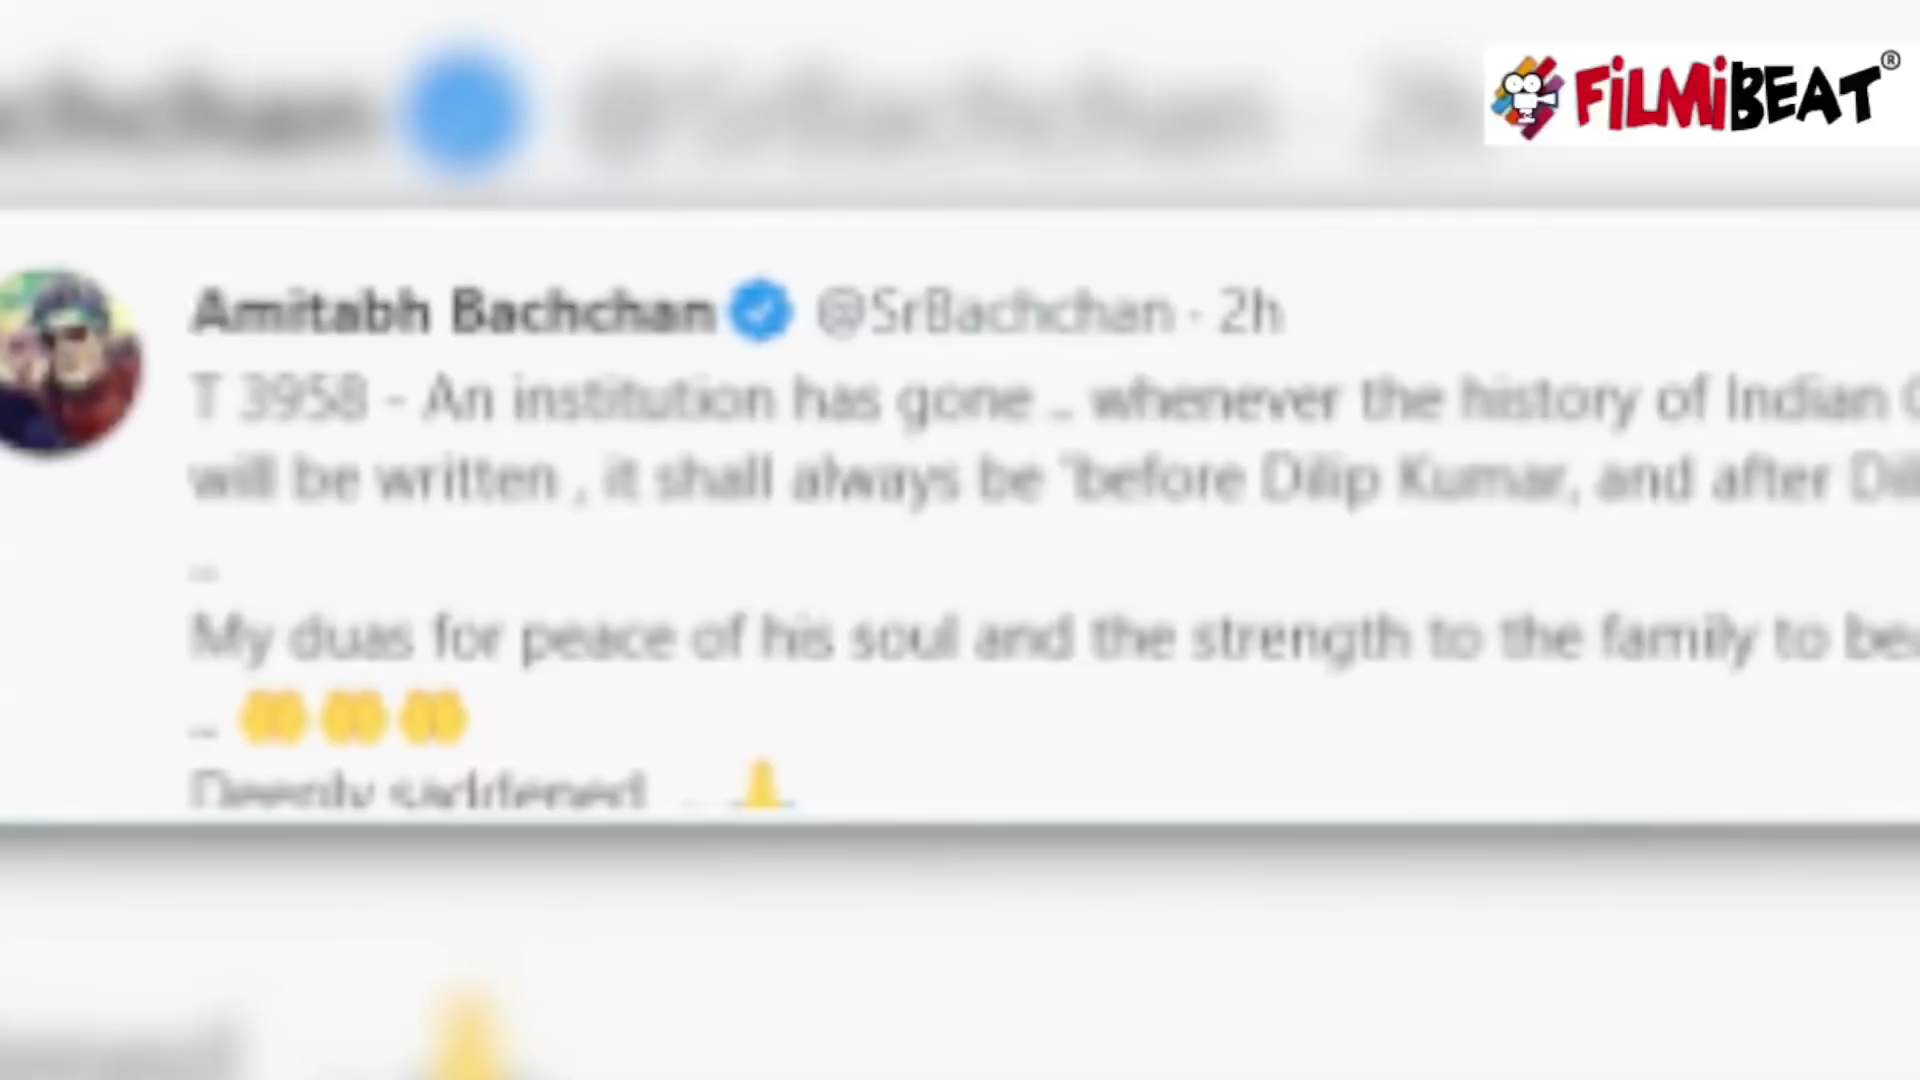 FiLMiBEAT®
Amitabh Bachchan @SrBachchan · 2h
T 3958 - An institution has gone .. whenever the history of Indian
will be written , it shall always be 'before Dilip Kumar, and after
..
My duas for peace of his soul and the strength to the family to
.. 🤲🤲🤲
Deeply saddened .. 🙏